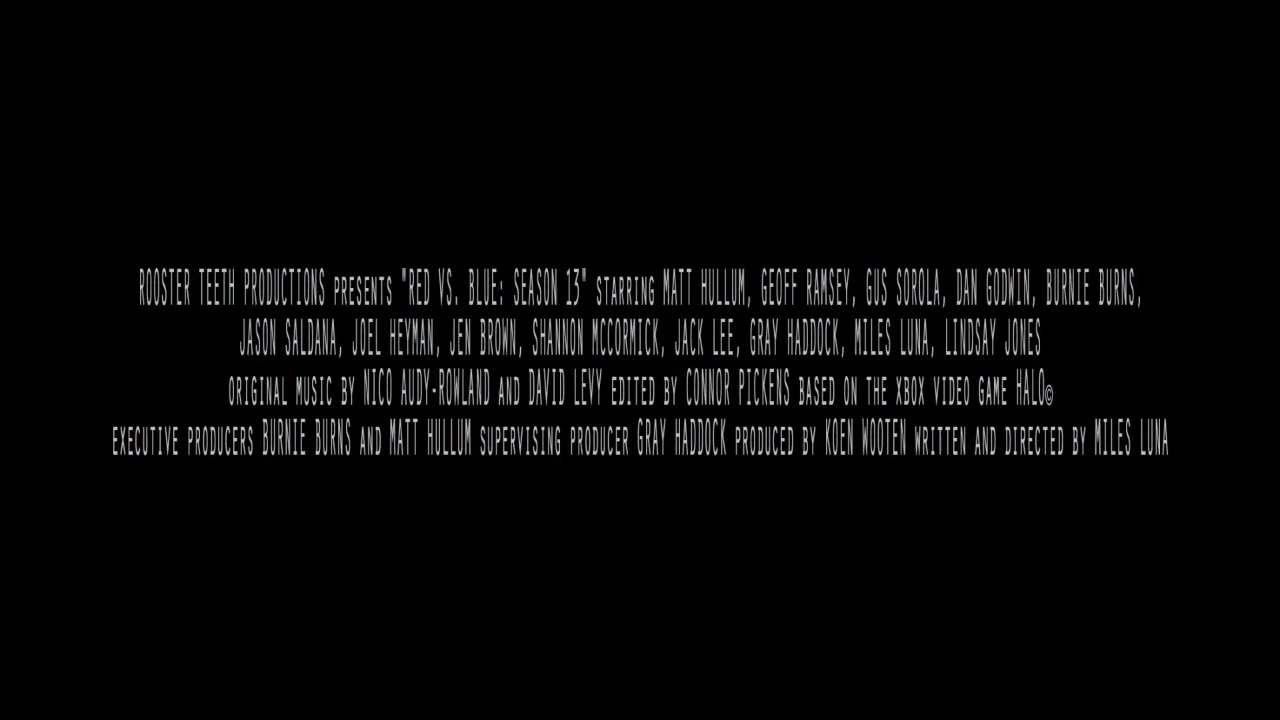 ROOSTER TEETH PRODUCTIONS PRESENTS "RED VS. BLUE: SEASON 13" STARRING MATT HULLUM, GEOFF RAMSEY, GUS SOROLA, DAN GODWIN, BURNIE BURNS,
JASON SALDANA, JOEL HEYMAN, JEN BROWN, SHANNON MCCORMICK, JACK LEE, GRAY HADDOCK, MILES LUNA, LINDSAY JONES
ORIGINAL MUSIC BY NICO AUDY-ROWLAND AND DAVID LEVY EDITED BY CONNOR PICKENS BASED ON THE XBOX VIDEO GAME HALO©
EXECUTIVE PRODUCERS BURNIE BURNS AND MATT HULLUM SUPERVISING PRODUCER GRAY HADDOCK PRODUCED BY KOEN WOOTEN WRITTEN AND DIRECTED BY MILES LUNA